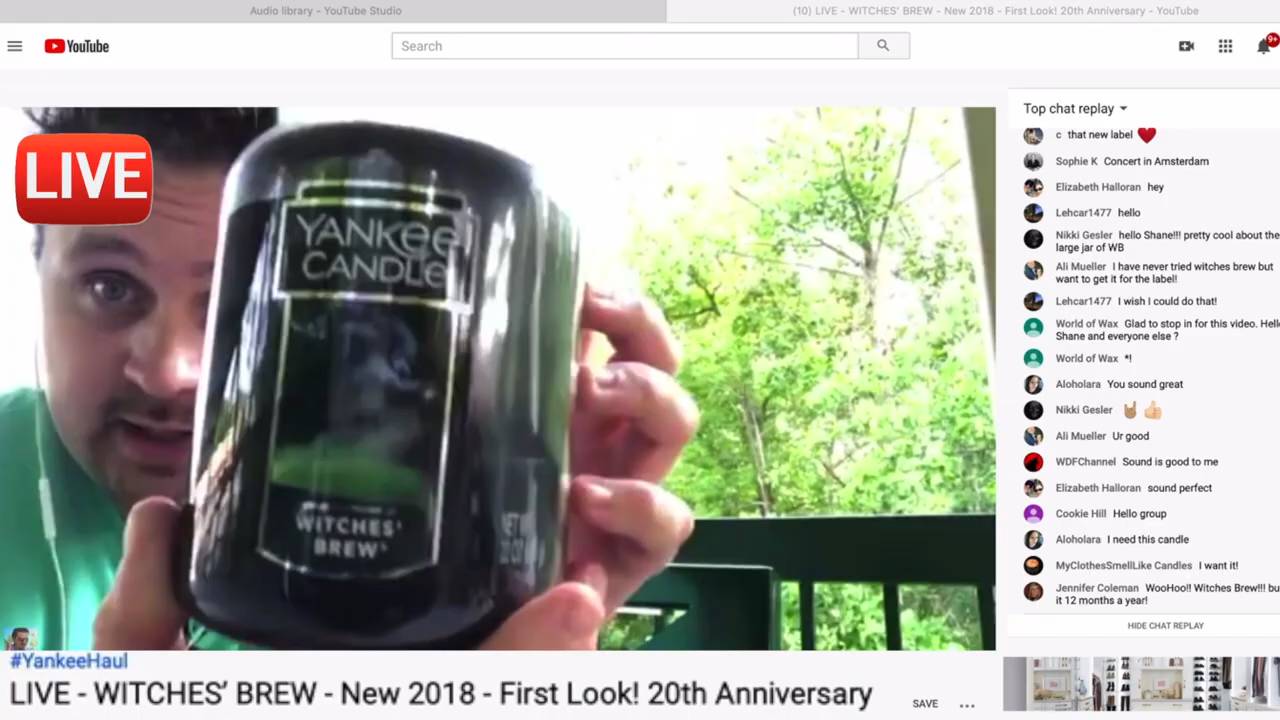 Audio library - YouTube Studio
(10) LIVE - WITCHES' BREW - New 2018 - First Look! 20th Anniversary - YouTube
YouTube
Search
9+
LIVE
YANKEE
CANDLE
WITCHES'
BREW
NET
22 OZ
Top chat replay
c that new label
Sophie K Concert in Amsterdam
Elizabeth Halloran hey
Lehcar1477 hello
Nikki Gesler hello Shane!!! pretty cool about the
large jar of WB
Ali Mueller I have never tried witches brew but
want to get it for the label!
Lehcar1477 I wish I could do that!
World of Wax Glad to stop in for this video. Hell
Shane and everyone else ?
World of Wax *!
Aloholara You sound great
Nikki Gesler
Ali Mueller Ur good
WDFChannel Sound is good to me
Elizabeth Halloran sound perfect
Cookie Hill Hello group
Aloholara I need this candle
MyClothesSmellLike Candles I want it!
Jennifer Coleman WooHoo!! Witches Brew!!! bu
it 12 months a year!
HIDE CHAT REPLAY
#YankeeHaul
LIVE - WITCHES' BREW - New 2018 - First Look! 20th Anniversary
SAVE